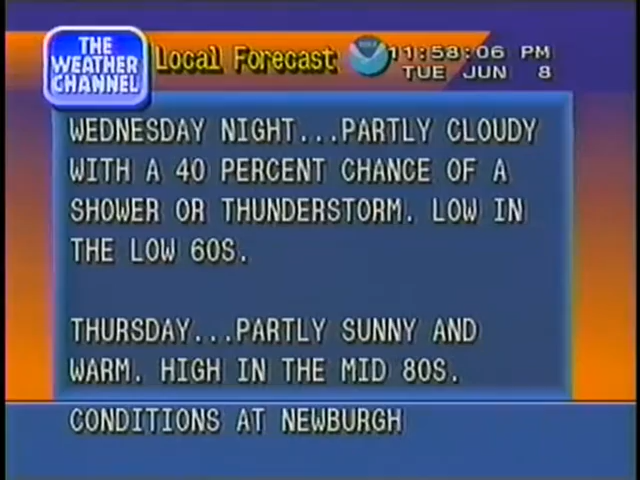 THE
WEATHER
CHANNEL
Local Forecast
11:58:06 PM
TUE JUN 8
WEDNESDAY NIGHT...PARTLY CLOUDY
WITH A 40 PERCENT CHANCE OF A
SHOWER OR THUNDERSTORM. LOW IN
THE LOW 60S.
THURSDAY...PARTLY SUNNY AND
WARM. HIGH IN THE MID 80S.
CONDITIONS AT NEWBURGH